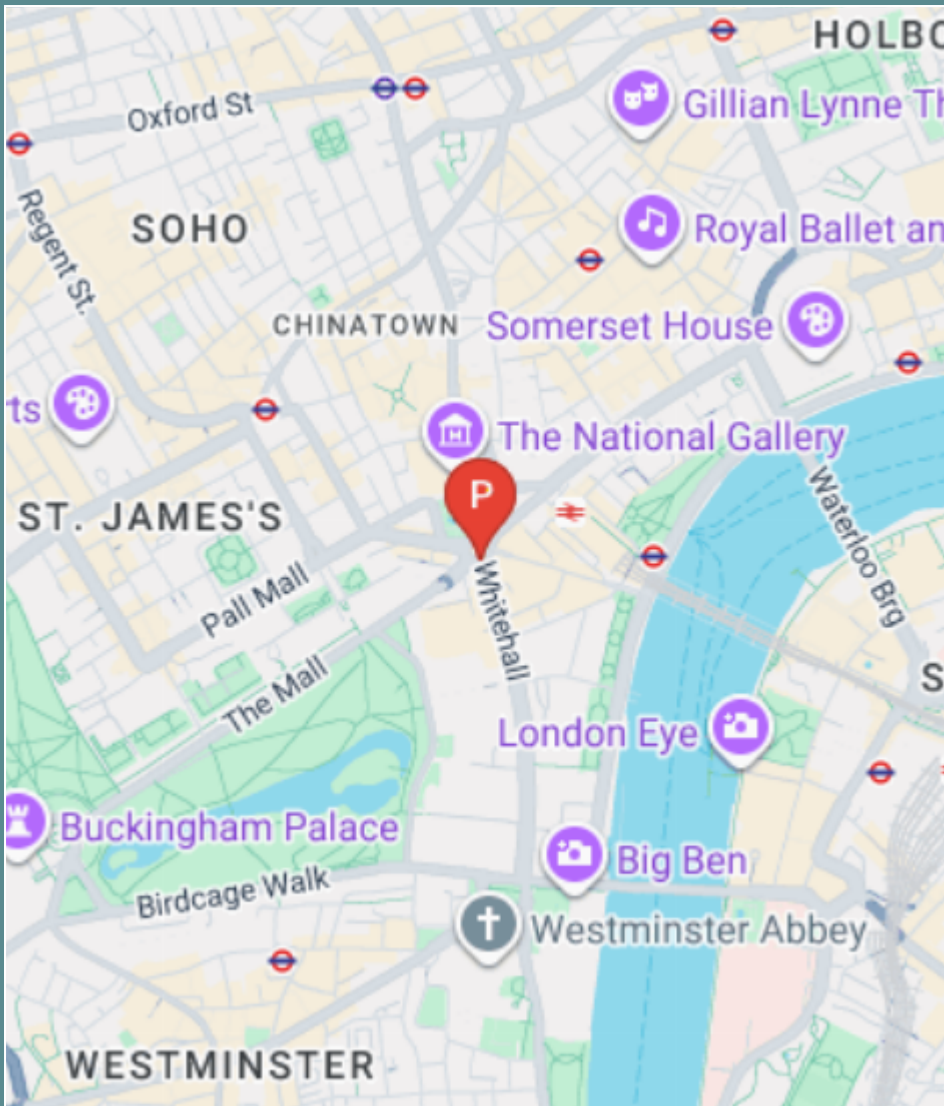 HOLBO
Oxford St
Gillian Lynne Th
Regent St.
SOHO
Royal Ballet an
CHINATOWN
Somerset House
rts
The National Gallery
P
ST. JAMES'S
Waterloo Brg
Pall Mall
Whitehall
The Mall
S
London Eye
Buckingham Palace
Big Ben
Birdcage Walk
Westminster Abbey
WESTMINSTER